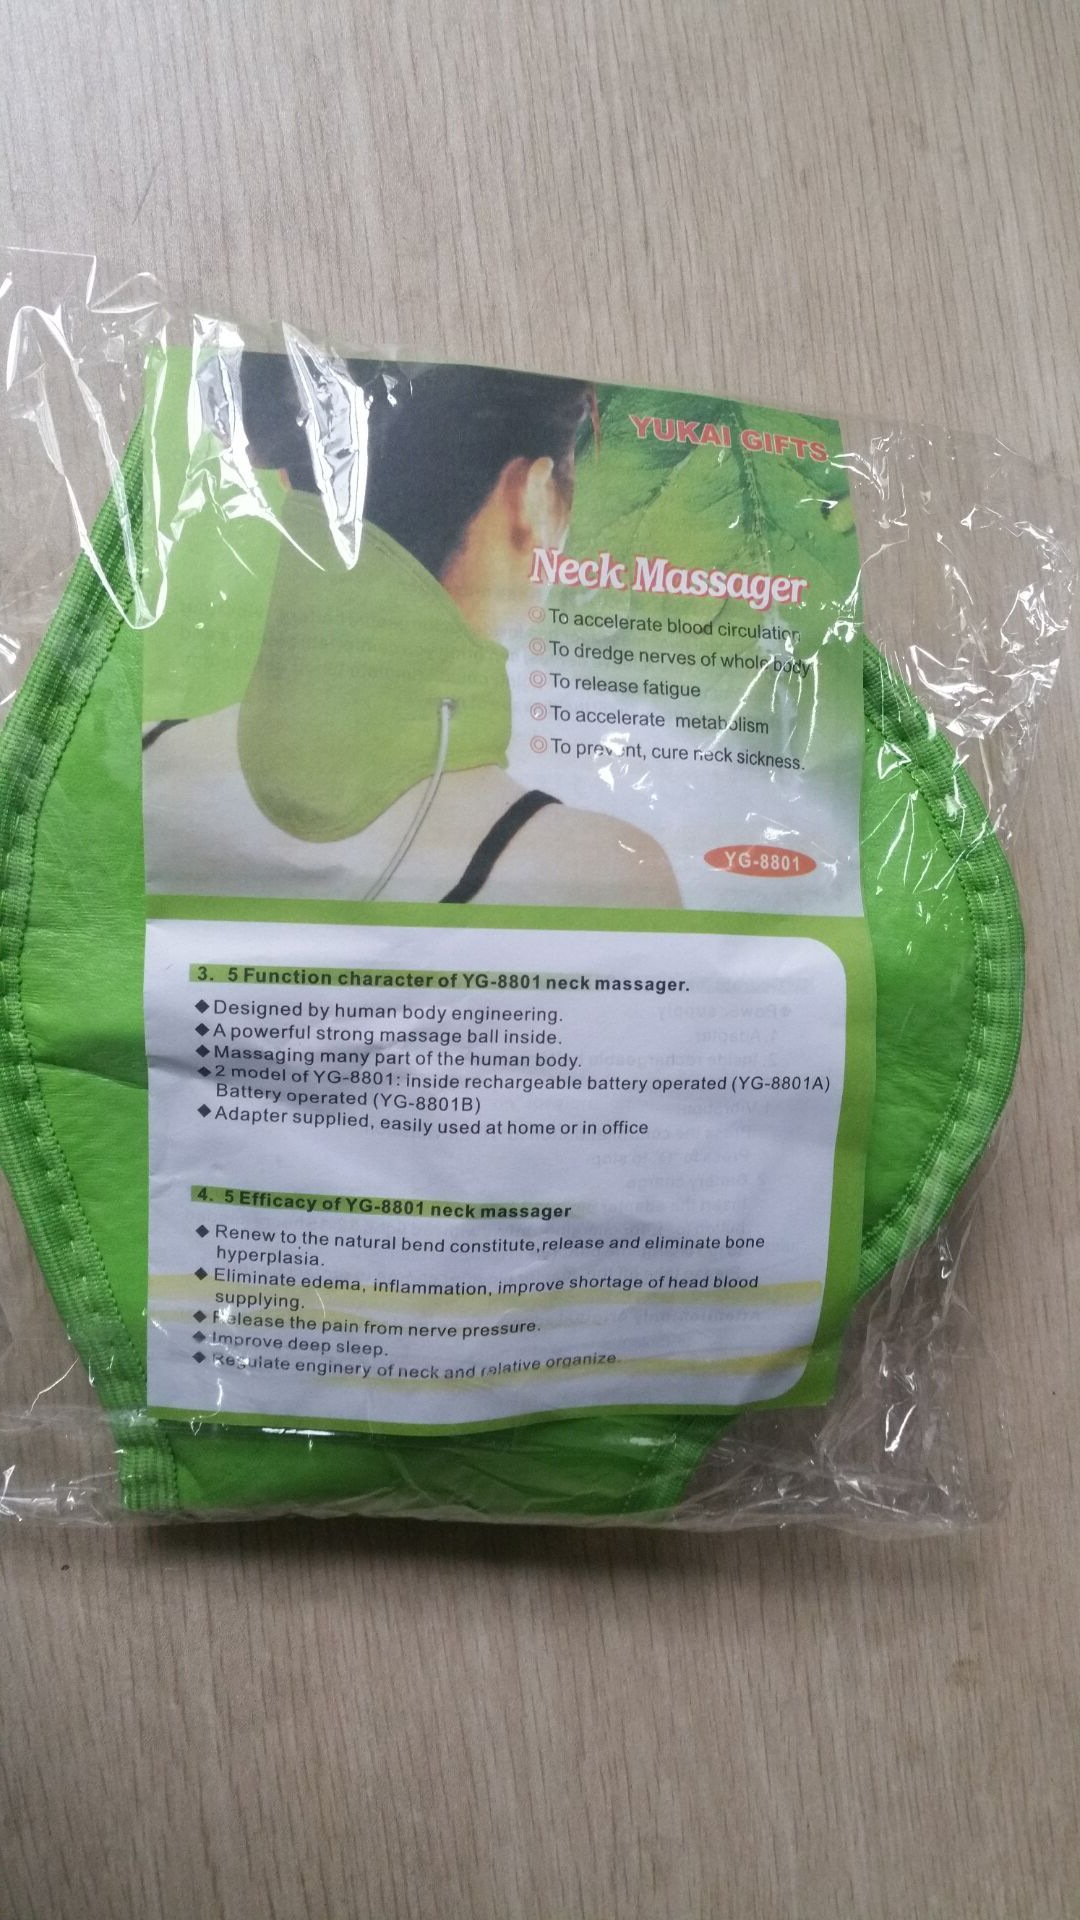 YUKAI GIFTS
Neck Massager
To accelerate blood circulation
To dredge nerves of whole body
To release fatigue
To accelerate metabolism
To prevent, cure neck sickness.
YG-8801
3. 5 Function character of YG-8801 neck massager.
◆Designed by human body engineering.
◆A powerful strong massage ball inside.
◆Massaging many part of the human body.
◆2 model of YG-8801: inside rechargeable battery operated (YG-8801A)
Battery operated (YG-8801B)
◆Adapter supplied, easily used at home or in office
4. 5 Efficacy of YG-8801 neck massager
◆ Renew to the natural bend constitute,release and eliminate bone
hyperplasia.
◆ Eliminate edema, inflammation, improve shortage of head blood
supplying.
◆ Release the pain from nerve pressure.
◆ Improve deep sleep.
◆ Regulate enginery of neck and relative organize.